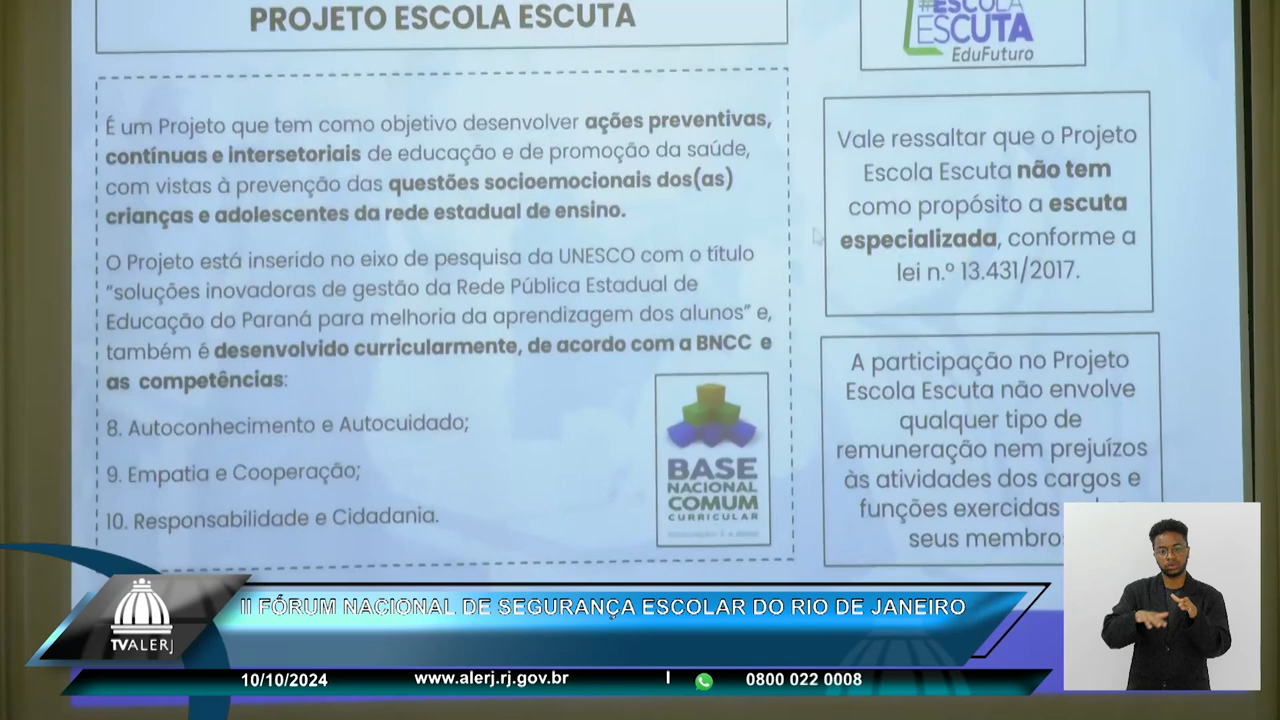 PROJETO ESCOLA ESCUTA
#ESCOLA
ESCUTA
EduFuturo
É um Projeto que tem como objetivo desenvolver ações preventivas,
contínuas e intersetoriais de educação e de promoção da saúde,
com vistas à prevenção das questões socioemocionais dos(as)
crianças e adolescentes da rede estadual de ensino.
O Projeto está inserido no eixo de pesquisa da UNESCO com o título
"soluções inovadoras de gestão da Rede Pública Estadual de
Educação do Paraná para melhoria da aprendizagem dos alunos" e,
também é desenvolvido curricularmente, de acordo com a BNCC e
as competências:
8. Autoconhecimento e Autocuidado;
9. Empatia e Cooperação;
10. Responsabilidade e Cidadania.
BASE
NACIONAL
COMUM
CURRICULAR
Vale ressaltar que o Projeto
Escola Escuta não tem
como propósito a escuta
especializada, conforme a
lei n.º 13.431/2017.
A participação no Projeto
Escola Escuta não envolve
qualquer tipo de
remuneração nem prejuízos
às atividades dos cargos e
funções exercidas
seus membro
II FÓRUM NACIONAL DE SEGURANÇA ESCOLAR DO RIO DE JANEIRO
TVALERJ
10/10/2024 www.alerj.rj.gov.br | 0800 022 0008